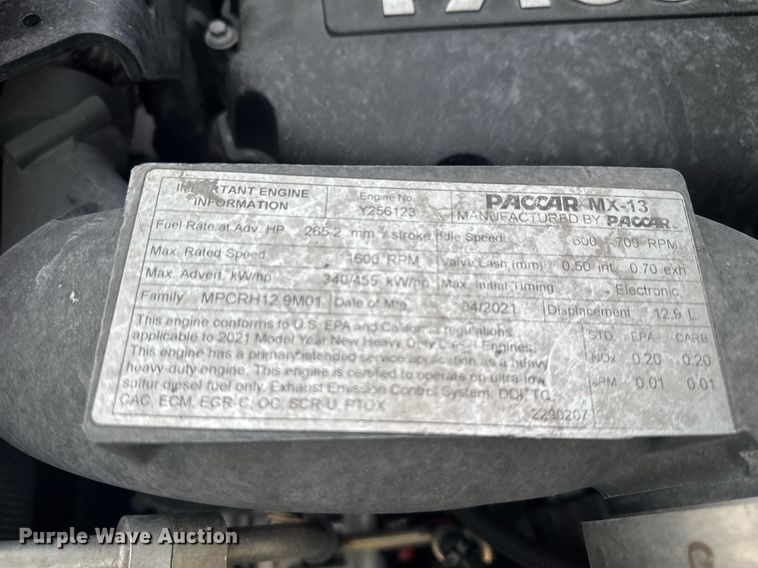 IMPORTANT ENGINE INFORMATION
Engine No. Y256123
PACCAR MX-13
MANUFACTURED BY PACCAR
Fuel Rate at Adv. HP 265.2 mm³/stroke Idle Speed 600 - 700 RPM
Max. Rated Speed 1600 RPM Valve Lash (mm) 0.50 int. 0.70 exh.
Max. Advert. kW/hp 340/455 kW/hp Max. Initial Timing Electronic
Family MPCRH12.9M01 Date of Mfg. 04/2021 Displacement 12.9 L
This engine conforms to U.S. EPA and California regulations
applicable to 2021 Model Year New Heavy Duty Diesel Engines.
This engine has a primary intended service application as a heavy
heavy-duty engine. This engine is certified to operate on ultra-low
sulfur diesel fuel only. Exhaust Emission Control System: DDI, TC,
CAC, ECM, EGR-C, OC, SCR-U, PTOX
2290207
STD. EPA CARB
NOx 0.20 0.20
PM 0.01 0.01
Purple Wave Auction